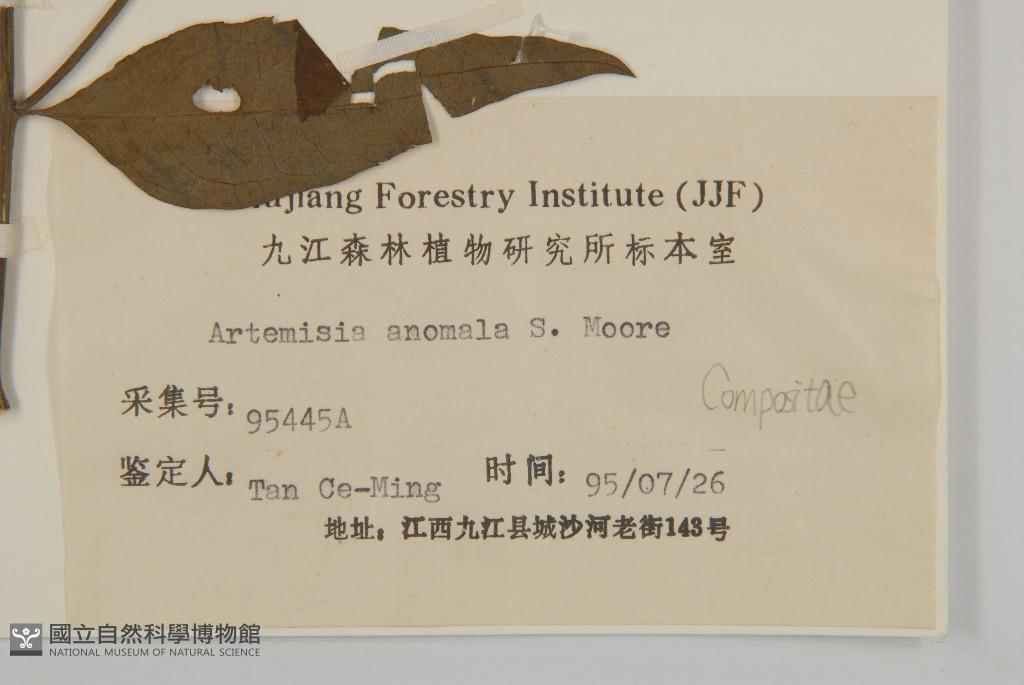 jiang Forestry Institute (JJF)
九江森林植物研究所标本室
Artemisia anomala S. Moore
Compositae
采集号: 95445A
鉴定人: Tan Ce-Ming 时间: 95/07/26
地址: 江西九江县城沙河老街143号
國立自然科學博物館
NATIONAL MUSEUM OF NATURAL SCIENCE